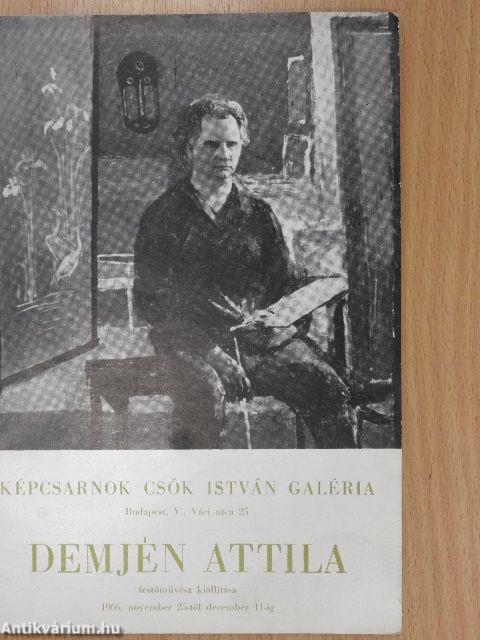 KÉPCSARNOK CSÓK ISTVÁN GALÉRIA
Budapest, V., Váci utca 25
DEMJÉN ATTILA
festőművész kiállítása
1966. november 25-től december 11-ig
Antikvárium.hu